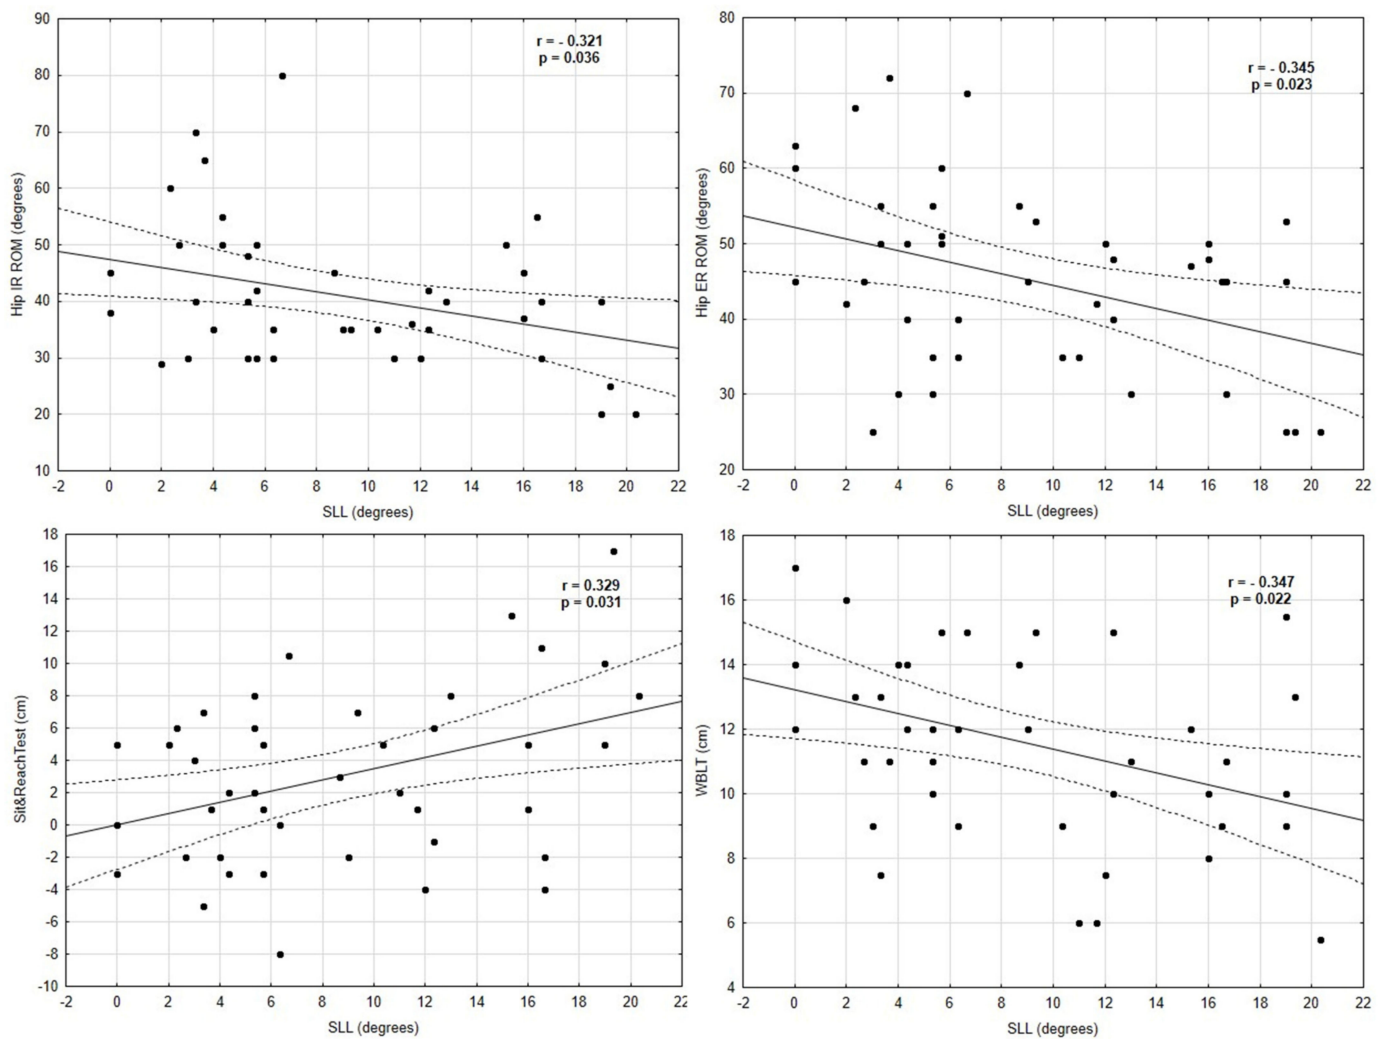 90
80
70
60
50
40
30
20
10
Hip IR ROM (degrees)
r = - 0.321
p = 0.036
-2 0 2 4 6 8 10 12 14 16 18 20 22
SLL (degrees)
80
70
60
50
40
30
20
Hip ER ROM (degrees)
r = - 0.345
p = 0.023
-2 0 2 4 6 8 10 12 14 16 18 20 22
SLL (degrees)
18
16
14
12
10
8
6
4
2
0
-2
-4
-6
-8
-10
Sit&ReachTest (cm)
r = 0.329
p = 0.031
-2 0 2 4 6 8 10 12 14 16 18 20 22
SLL (degrees)
18
16
14
12
10
8
6
4
WBLT (cm)
r = - 0.347
p = 0.022
-2 0 2 4 6 8 10 12 14 16 18 20 22
SLL (degrees)